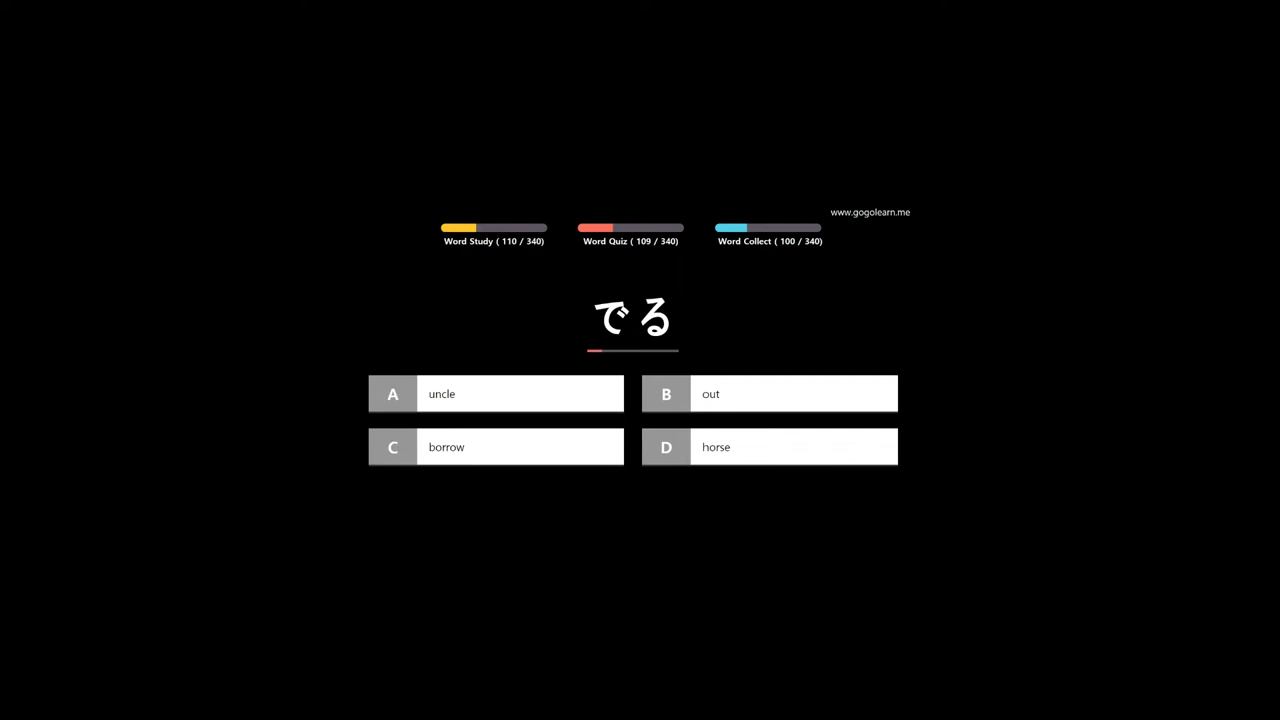 www.gogolearn.me
Word Study ( 110 / 340)
Word Quiz ( 109 / 340)
Word Collect ( 100 / 340)
でる
A uncle
B out
C borrow
D horse